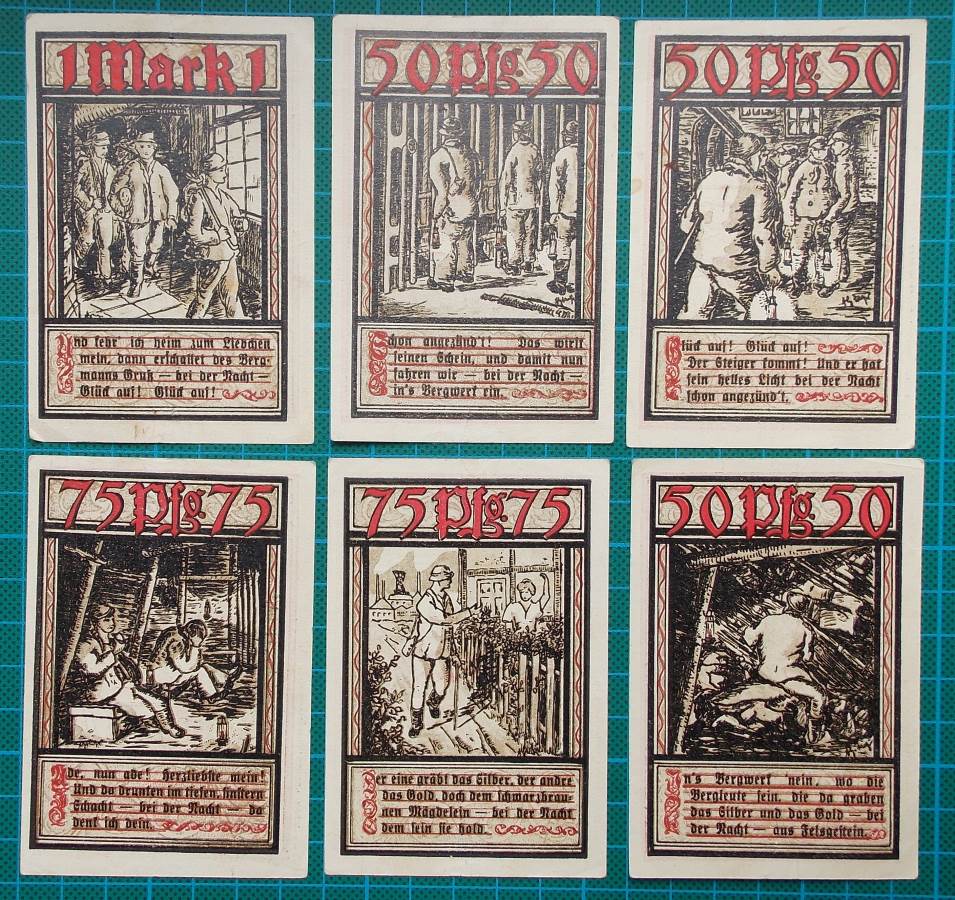 1 Mark 1
Und kehr' ich heim zum Liebchen
mein, dann erschallet des Berg-
manns Gruß — bei der Nacht —
Glück auf! Glück auf!
50 Pfg. 50
Schon angezünd't! Das wirft
seinen Schein, und damit nun
fahren wir — bei der Nacht —
in's Bergwerk ein.
50 Pfg. 50
Glück auf! Glück auf!
Der Steiger kommt! Und er hat
sein helles Licht bei der Nacht
schon angezünd't.
75 Pfg. 75
Ade, nun ade! Herzliebste mein!
Und da drunten im tiefen, finstern
Schacht — bei der Nacht — da
denk ich dein.
75 Pfg. 75
Der eine gräbt das Silber, der andre
das Gold, doch dem schwarzbrau-
nen Mägdelein — bei der Nacht
dem sein sie hold.
50 Pfg. 50
In's Bergwerk nein, wo die
Bergleute sein, die da graben
das Silber und das Gold — bei
der Nacht — aus Felsgestein.